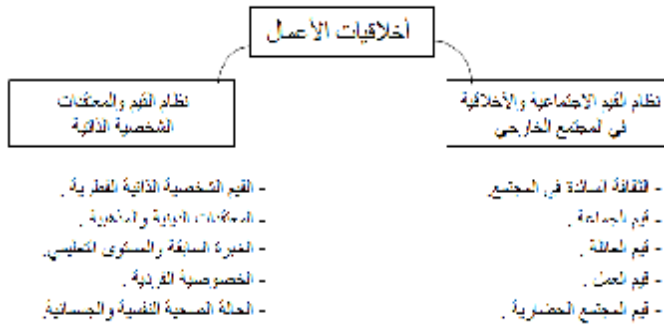 أخلاقيات الأعمال
نظام القيم الاجتماعية والأخلاقية
في المجتمع الخارجي
- الثقافة السائدة في المجتمع.
- قيم الجماعة .
- قيم العائلة .
- قيم العمل .
- قيم المجتمع الحضارية .
نظام القيم والمعتقدات
الشخصية الذاتية
- القيم الشخصية الذاتية الفطرية .
- المعتقدات الدينية والمذهبية .
- الخبرة السابقة والمستوى التعليمي.
- الخصوصية الفردية .
- الحالة الصحية النفسية والجسمانية.